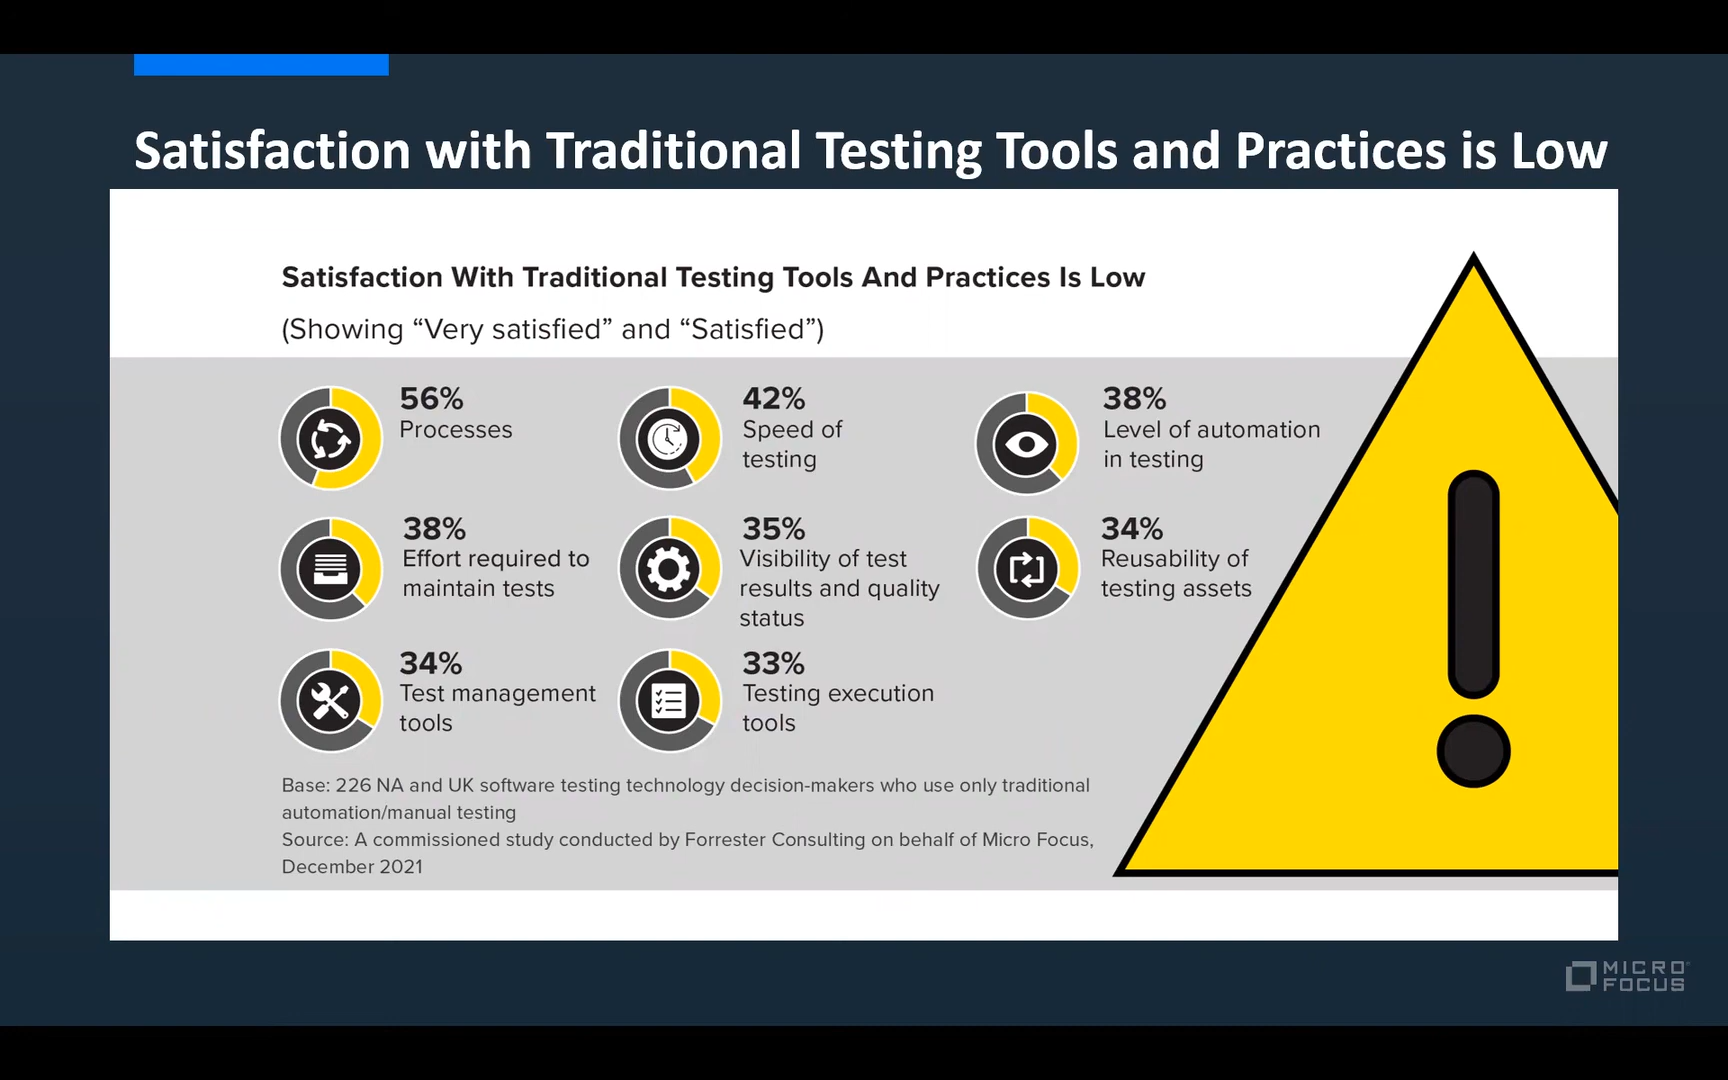 Satisfaction with Traditional Testing Tools and Practices is Low
Satisfaction With Traditional Testing Tools And Practices Is Low
(Showing “Very satisfied” and “Satisfied”)
56%
Processes
42%
Speed of
testing
38%
Level of automation
in testing
38%
Effort required to
maintain tests
35%
Visibility of test
results and quality
status
34%
Reusability of
testing assets
34%
Test management
tools
33%
Testing execution
tools
Base: 226 NA and UK software testing technology decision-makers who use only traditional
automation/manual testing
Source: A commissioned study conducted by Forrester Consulting on behalf of Micro Focus,
December 2021
MICRO
FOCUS